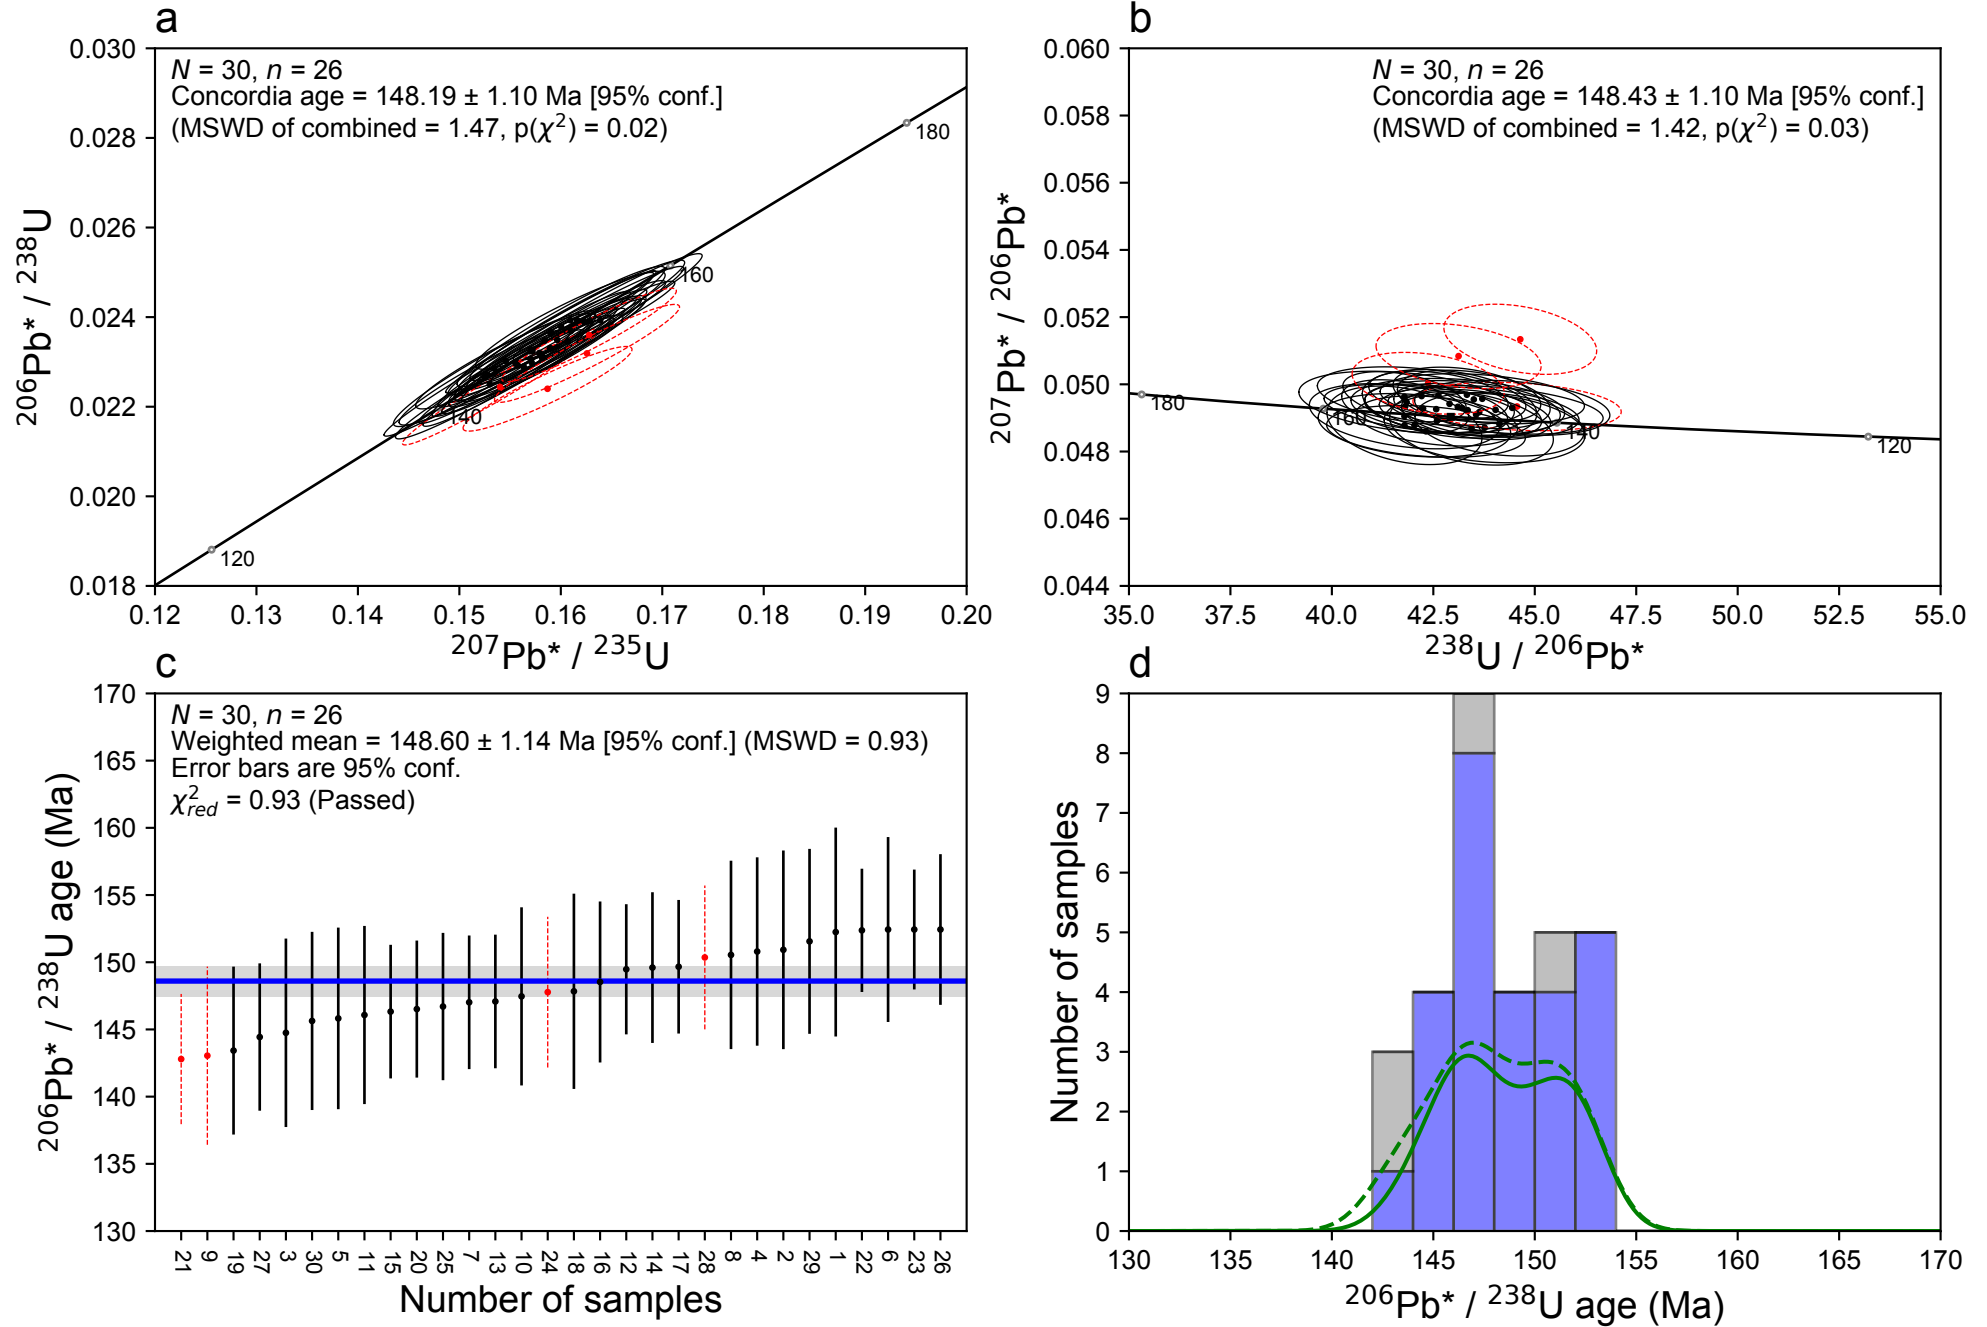 a
0.030
0.028
0.026
0.024
0.022
0.020
0.018
²⁰⁶Pb* / ²³⁸U
N = 30, n = 26
Concordia age = 148.19 ± 1.10 Ma [95% conf.]
(MSWD of combined = 1.47, p(χ²) = 0.02)
180
160
140
120
0.12 0.13 0.14 0.15 0.16 0.17 0.18 0.19 0.20
²⁰⁷Pb* / ²³⁵U
b
0.060
0.058
0.056
0.054
0.052
0.050
0.048
0.046
0.044
²⁰⁷Pb* / ²⁰⁶Pb*
N = 30, n = 26
Concordia age = 148.43 ± 1.10 Ma [95% conf.]
(MSWD of combined = 1.42, p(χ²) = 0.03)
180
160
140
120
35.0 37.5 40.0 42.5 45.0 47.5 50.0 52.5 55.0
²³⁸U / ²⁰⁶Pb*
c
170
165
160
155
150
145
140
135
130
²⁰⁶Pb* / ²³⁸U age (Ma)
N = 30, n = 26
Weighted mean = 148.60 ± 1.14 Ma [95% conf.] (MSWD = 0.93)
Error bars are 95% conf.
χ²red = 0.93 (Passed)
21 9 19 27 3 30 5 11 15 20 25 7 13 10 24 18 16 12 14 17 28 8 4 2 29 1 22 6 23 26
Number of samples
d
9
8
7
6
5
4
3
2
1
0
Number of samples
130 135 140 145 150 155 160 165 170
²⁰⁶Pb* / ²³⁸U age (Ma)